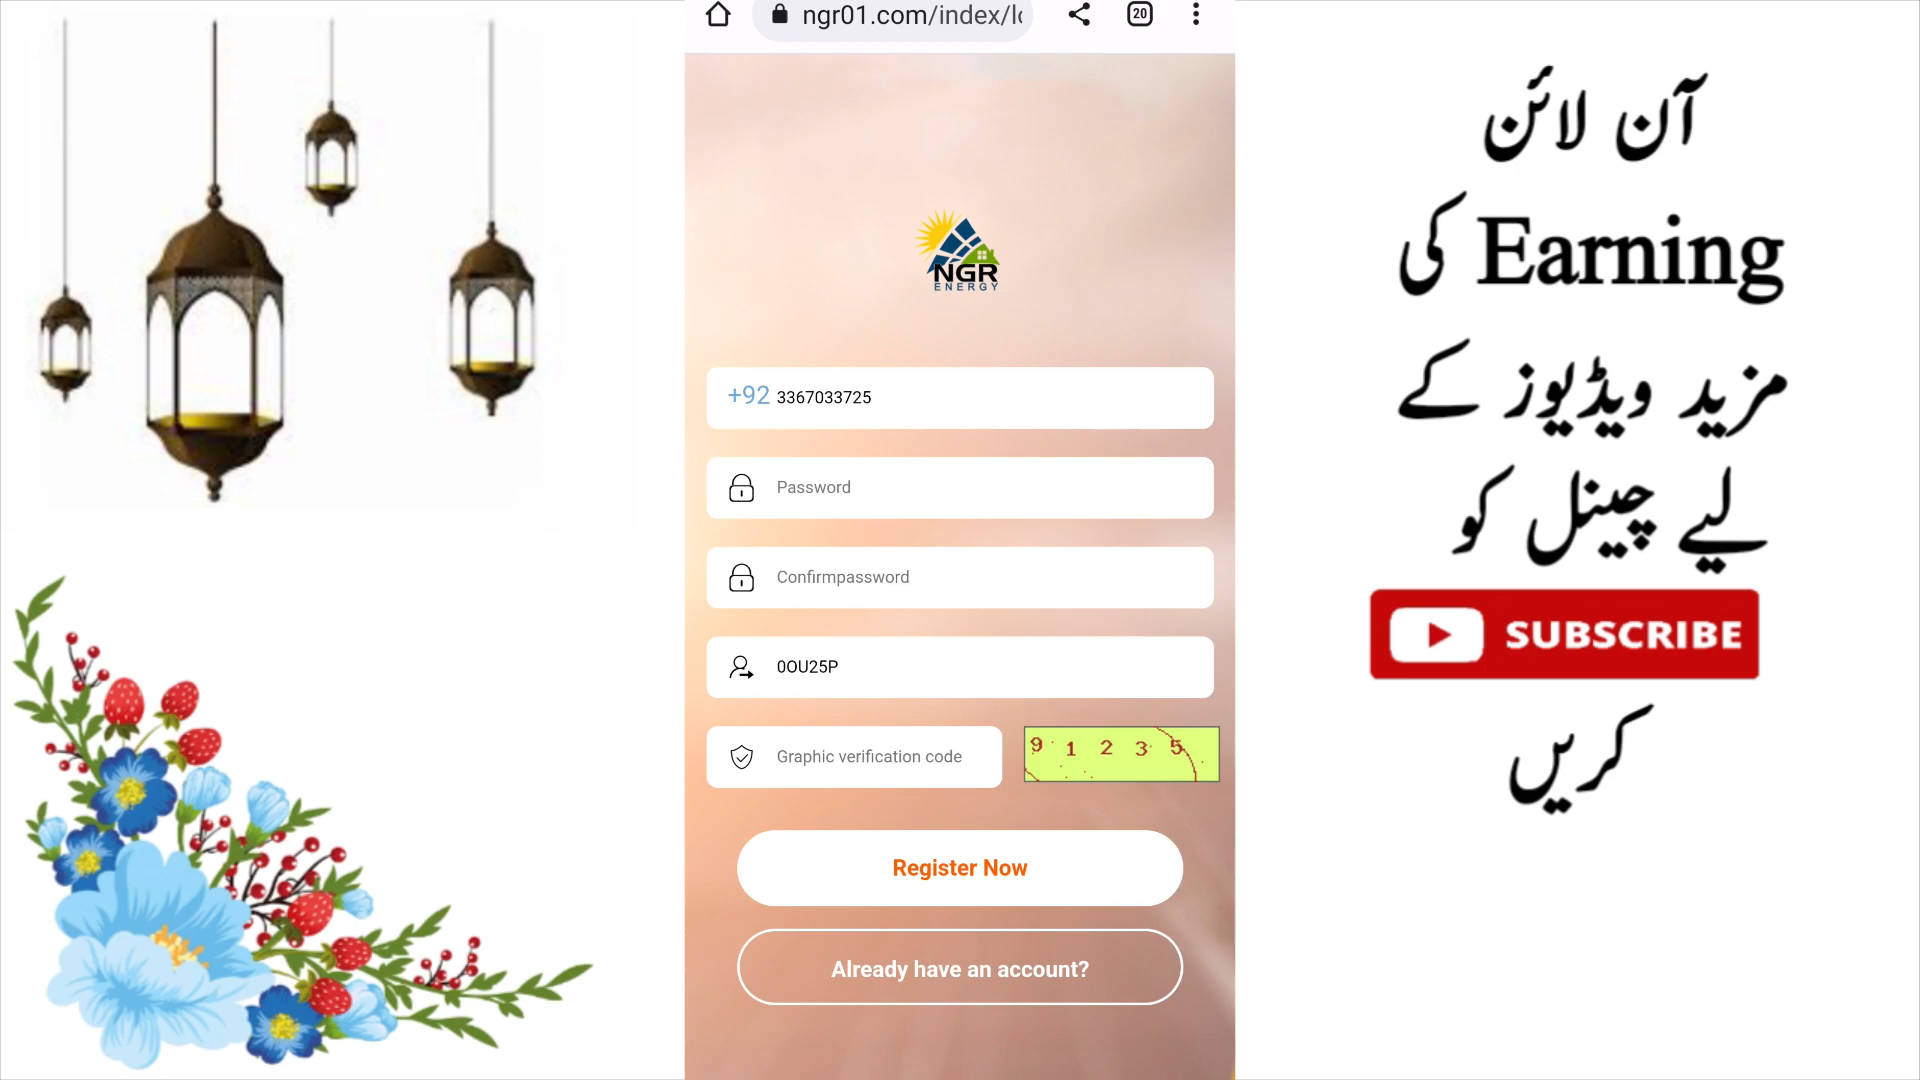 ngr01.com/index/lo
20
NGR
ENERGY
+92 3367033725
Password
Confirmpassword
0OU25P
Graphic verification code
9 1 2 3 5
Register Now
Already have an account?
آن لائن
Earning کی
مزید ویڈیوز کے
لیے چینل کو
SUBSCRIBE
کریں